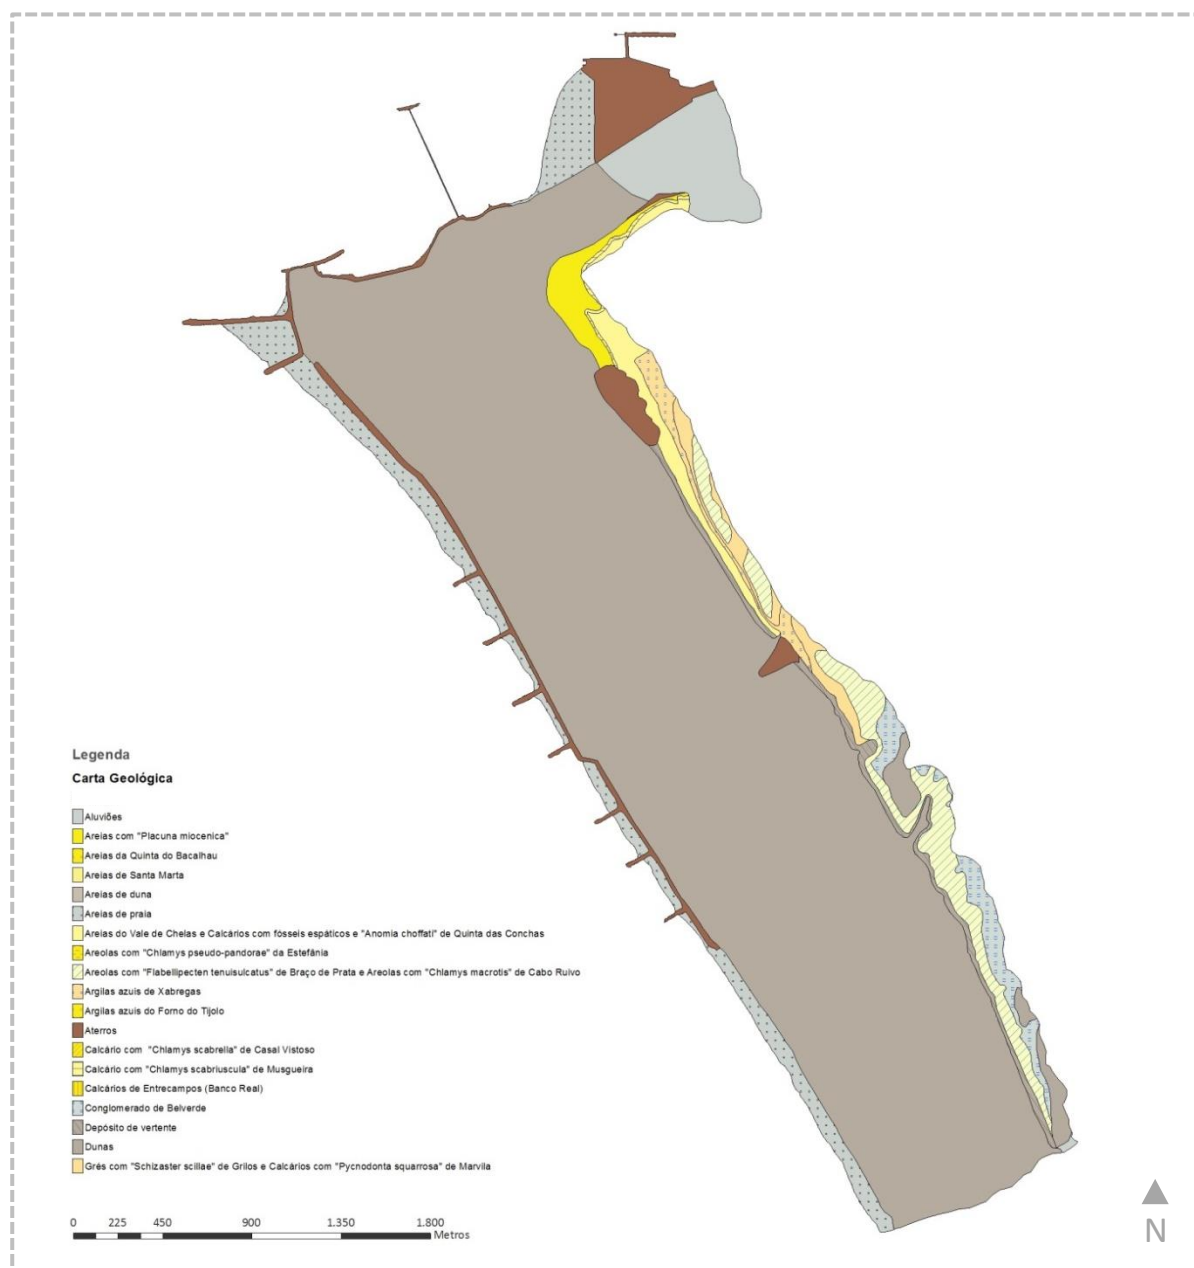 Legenda
Carta Geológica
Aluviões
Areias com "Placuna miocenica"
Areias da Quinta do Bacalhau
Areias de Santa Marta
Areias de duna
Areias de praia
Areias do Vale de Chelas e Calcários com fósseis espáticos e "Anomia choffati" de Quinta das Conchas
Areolas com "Chlamys pseudo-pandorae" da Estefânia
Areolas com "Flabellipecten tenuisulcatus" de Braço de Prata e Areolas com "Chlamys macrotis" de Cabo Ruivo
Argilas azuis de Xabregas
Argilas azuis do Forno do Tijolo
Aterros
Calcário com "Chlamys scabrella" de Casal Vistoso
Calcário com "Chlamys scabriuscula" de Musgueira
Calcários de Entrecampos (Banco Real)
Conglomerado de Belverde
Depósito de vertente
Dunas
Grés com "Schizaster scillae" de Grilos e Calcários com "Pycnodonta squarrosa" de Marvila
0 225 450 900 1.350 1.800
Metros
N